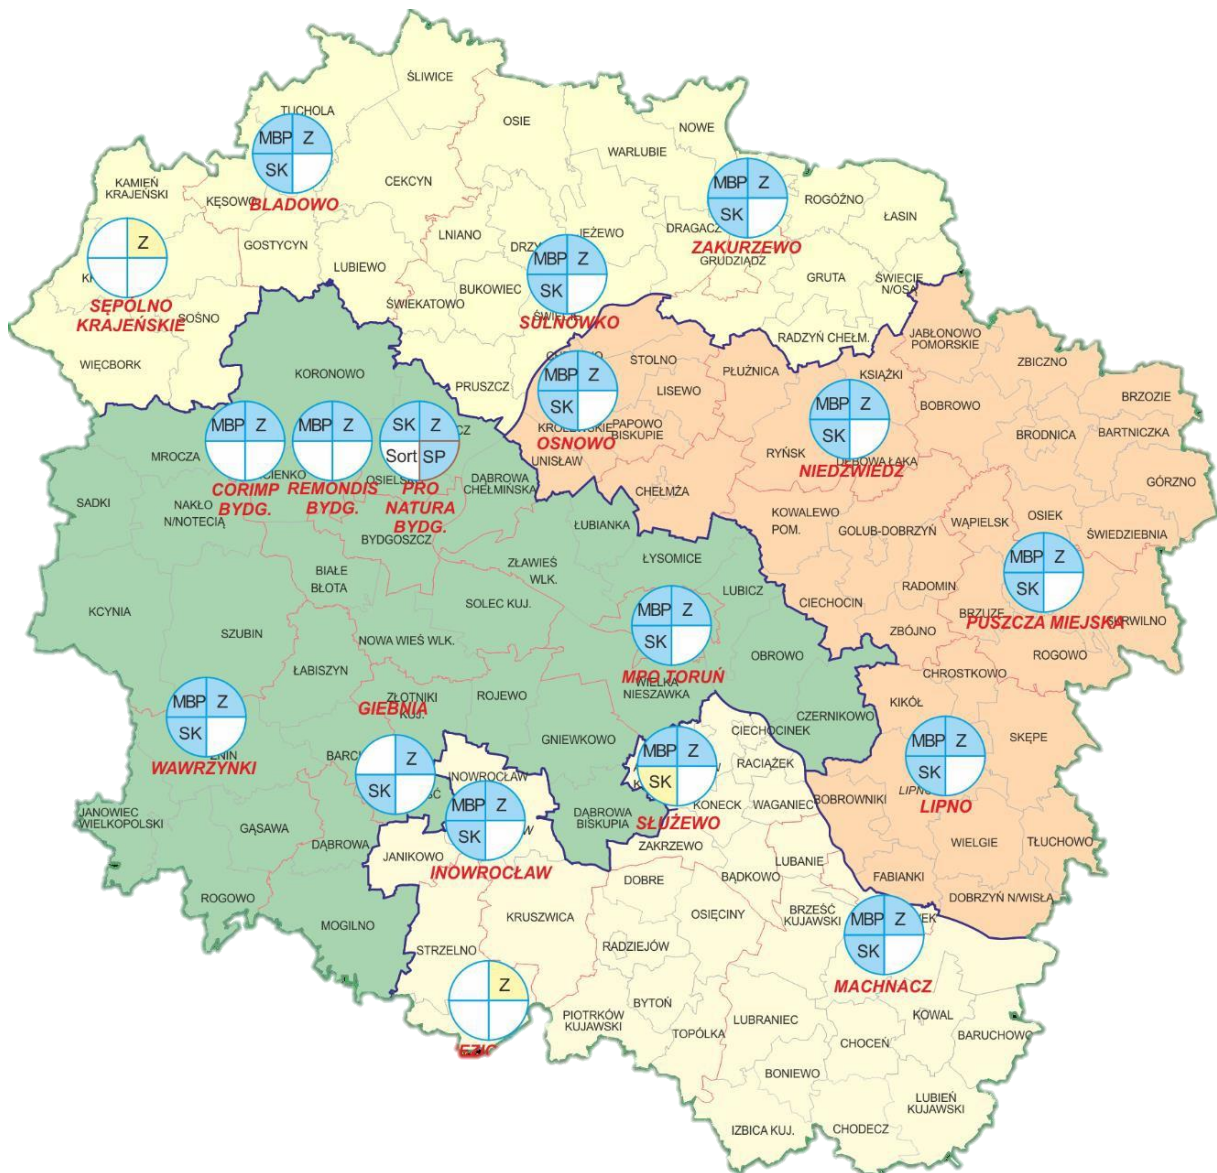 ŚLIWICE
TUCHOLA
OSIE
NOWE
MBP Z
SK
WARLUBIE
KAMIEŃ
KRAJEŃSKI
KĘSOWO
CEKCYN
BLADOWO
MBP Z
SK
ROGÓŹNO
ŁASIN
DRAGACZ
ZAKURZEWO
GRUDZIĄDZ
Z
SĘPOLNO
KRAJEŃSKIE
SOŚNO
WIĘCBORK
GOSTYCYN
LUBIEWO
LNIANO
BUKOWIEC
ŚWIEKATOWO
MBP Z
SK
SULNÓWKO
GRUTA
ŚWIECIE
N/OSĄ
RADZYŃ CHEŁM.
PRUSZCZ
KORONOWO
MBP Z
SK
OSNOWO
STOLNO
LISEWO
PAPOWO
BISKUPIE
UNISŁAW
CHEŁMŻA
PŁUŻNICA
KSIĄŻKI
MBP Z
SK
RYŃSK
NIEDŹWIEDŹ
JABŁONOWO
POMORSKIE
ZBICZNO
BOBROWO
BRZOZIE
BARTNICZKA
BRODNICA
GÓRZNO
MROCZA
SADKI
NAKŁO
N/NOTECIĄ
MBP Z
CORIMP
BYDG.
MBP Z
REMONDIS
BYDG.
SK Z
Sort SP
PRO
NATURA
BYDG.
DĄBROWA
CHEŁMIŃSKA
BYDGOSZCZ
ŁUBIANKA
KOWALEWO
POM.
GOLUB-DOBRZYŃ
WĄPIELSK
OSIEK
ŚWIEDZIEBNIA
MBP Z
SK
PUSZCZA MIEJSKA
ROGOWO
RADOMIN
CIECHOCIN
ZBÓJNO
BIAŁE
BŁOTA
ZŁAWIEŚ
WLK.
ŁYSOMICE
LUBICZ
SOLEC KUJ.
KCYNIA
SZUBIN
NOWA WIEŚ WLK.
MBP Z
SK
MPO TORUŃ
WIELKA
NIESZAWKA
OBROWO
CZERNIKOWO
CHROSTKOWO
KIKÓŁ
SKĘPE
ŁABISZYN
ZŁOTNIKI
KUJ.
GIEBNIA
ROJEWO
GNIEWKOWO
MBP Z
SK
WAWRZYNKI
Z
SK
INOWROCŁAW
MBP Z
SK
INOWROCŁAW
MBP Z
SK
SŁUŻEWO
CIECHOCINEK
RACIĄŻEK
KONECK
WAGANIEC
MBP Z
SK
LIPNO
BOBROWNIKI
WIELGIE
TŁUCHOWO
JANOWIEC
WIELKOPOLSKI
GĄSAWA
DĄBROWA
DĄBROWA
BISKUPIA
JANIKOWO
ZAKRZEWO
LUBANIE
FABIANKI
DOBRZYŃ N/WISŁĄ
ROGOWO
MOGILNO
KRUSZWICA
DOBRE
BĄDKOWO
OSIĘCINY
BRZEŚĆ
KUJAWSKI
MBP Z
SK
MACHNACZ
STRZELNO
RADZIEJÓW
Z
PIOTRKÓW
KUJAWSKI
BYTOŃ
TOPÓLKA
LUBRANIEC
KOWAL
BARUCHOWO
CHOCEŃ
BONIEWO
LUBIEŃ
KUJAWSKI
IZBICA KUJ.
CHODECZ